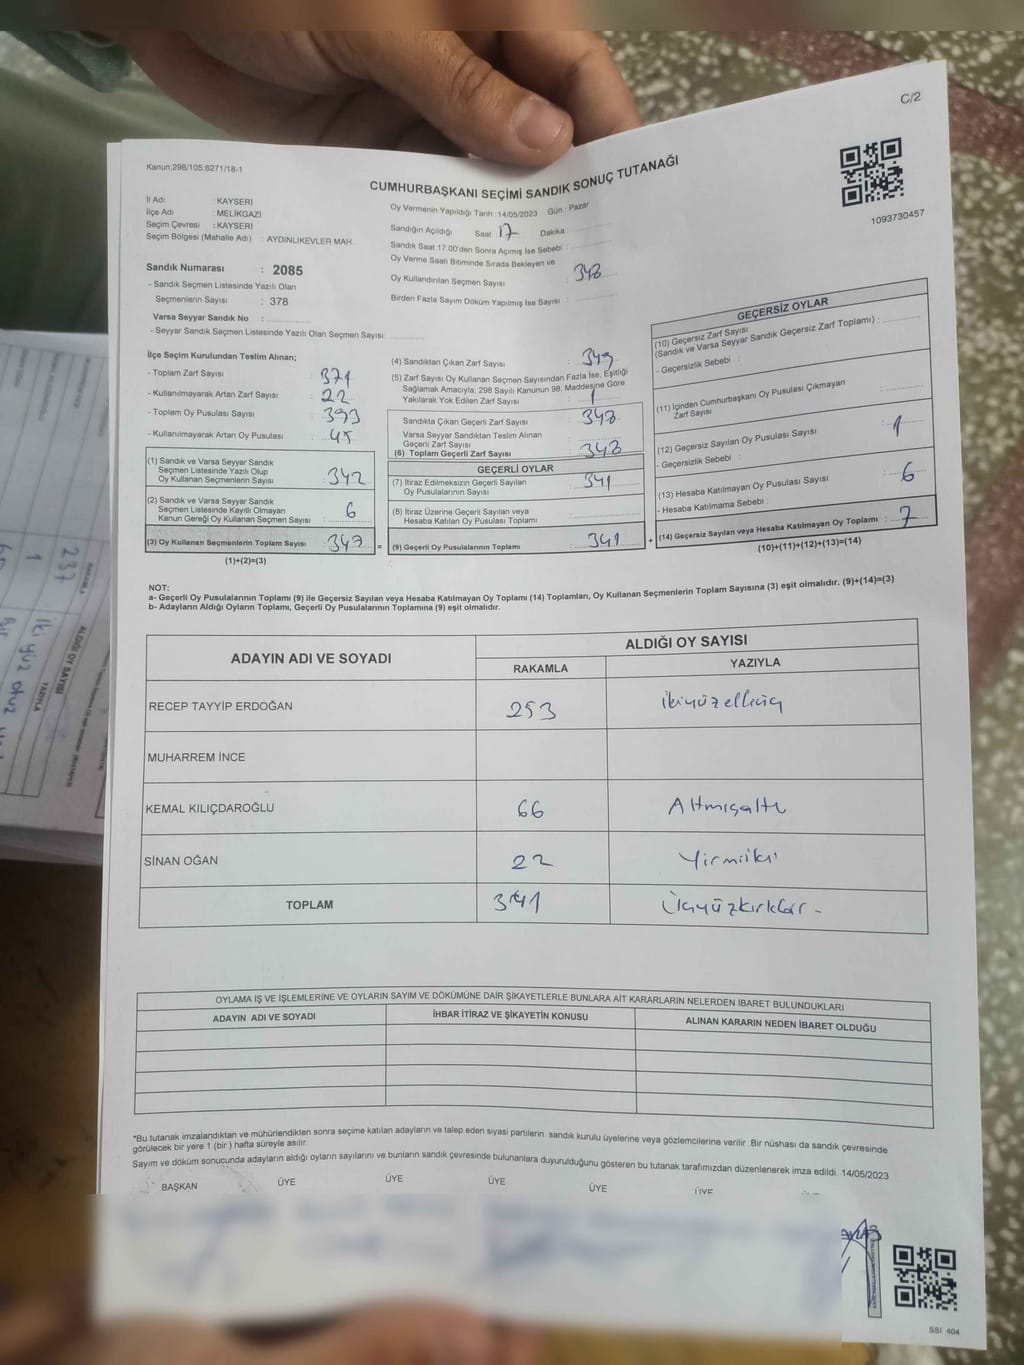 C/2
Kanun:298/105:6271/18-1
CUMHURBAŞKANI SEÇİMİ SANDIK SONUÇ TUTANAĞI
1093730457
İl Adı : KAYSERİ
İlçe Adı : MELİKGAZİ
Seçim Çevresi : KAYSERİ
Seçim Bölgesi (Mahalle Adı) : AYDINLIKEVLER MAH.
Oy Vermenin Yapıldığı Tarih :14/05/2023 Gün : Pazar
Sandığın Açıldığı Saat 17 Dakika
Sandık Saat 17.00'den Sonra Açımış İse Sebebi :
Oy Verme Saati Bitiminde Sırada Bekleyen ve
Oy Kullandırılan Seçmen Sayısı : 348
Birden Fazla Sayım Döküm Yapılmış İse Sayısı :
Sandık Numarası : 2085
- Sandık Seçmen Listesinde Yazılı Olan
Seçmenlerin Sayısı : 378
Varsa Seyyar Sandık No :
- Seyyar Sandık Seçmen Listesinde Yazılı Olan Seçmen Sayısı
İlçe Seçim Kurulundan Teslim Alınan;
- Toplam Zarf Sayısı : 371
- Kullanılmayarak Artan Zarf Sayısı : 22
- Toplam Oy Pusulası Sayısı : 393
- Kullanılmayarak Artan Oy Pusulası : 45
(1) Sandık ve Varsa Seyyar Sandık
Seçmen Listesinde Yazılı Olup
Oy Kullanan Seçmenlerin Sayısı : 342
(2) Sandık ve Varsa Seyyar Sandık
Seçmen Listesinde Kayıtlı Olmayan
Kanun Gereği Oy Kullanan Seçmen Sayısı : 6
(3) Oy Kullanan Seçmenlerin Toplam Sayısı :
(1)+(2)=(3)
(4) Sandıktan Çıkan Zarf Sayısı : 349
(5) Zarf Sayısı Oy Kullanan Seçmen Sayısından Fazla İse, Eşitliği
Sağlamak Amacıyla, 298 Sayılı Kanunun 98. Maddesine Göre
Yakılarak Yok Edilen Zarf Sayısı : 1
Sandıkta Çıkan Geçerli Zarf Sayısı : 348
Varsa Seyyar Sandıktan Teslim Alınan
Geçerli Zarf Sayısı
(6) Toplam Geçerli Zarf Sayısı : 348
GEÇERLİ OYLAR
(7) İtiraz Edilmeksizin Geçerli Sayılan
Oy Pusulalarının Sayısı : 341
(8) İtiraz Üzerine Geçerli Sayılan veya
Hesaba Katılan Oy Pusulası Toplamı
= (9) Geçerli Oy Pusulalarının Toplamı : 341
GEÇERSİZ OYLAR
(10) Geçersiz Zarf Sayısı
(Sandık ve Varsa Seyyar Sandık Geçersiz Zarf Toplamı) :
- Geçersizlik Sebebi :
(11) İçinden Cumhurbaşkanı Oy Pusulası Çıkmayan
Zarf Sayısı :
(12) Geçersiz Sayılan Oy Pusulası Sayısı : 1
- Geçersizlik Sebebi :
(13) Hesaba Katılmayan Oy Pusulası Sayısı : 6
- Hesaba Katılmama Sebebi :
+ (14) Geçersiz Sayılan veya Hesaba Katılmayan Oy Toplamı : 7
(10)+(11)+(12)+(13)=(14)
NOT:
a- Geçerli Oy Pusulalarının Toplamı (9) ile Geçersiz Sayılan veya Hesaba Katılmayan Oy Toplamı (14) Toplamları, Oy Kullanan Seçmenlerin Toplam Sayısına (3) eşit olmalıdır. (9)+(14)=(3)
b- Adayların Aldığı Oyların Toplamı, Geçerli Oy Pusulalarının Toplamına (9) eşit olmalıdır.
ADAYIN ADI VE SOYADI
ALDIĞI OY SAYISI
RAKAMLA YAZIYLA
RECEP TAYYİP ERDOĞAN 253 ikiyüzelliüç
MUHARREM İNCE
KEMAL KILIÇDAROĞLU 66 Altmışaltı
SİNAN OĞAN 22 Yirmiiki
TOPLAM 341 Üçyüzkırkbir -
OYLAMA İŞ VE İŞLEMLERİNE VE OYLARIN SAYIM VE DÖKÜMÜNE DAİR ŞİKAYETLERLE BUNLARA AİT KARARLARIN NELERDEN İBARET BULUNDUKLARI
ADAYIN ADI VE SOYADI İHBAR İTİRAZ VE ŞİKAYETİN KONUSU ALINAN KARARIN NEDEN İBARET OLDUĞU
*Bu tutanak imzalandıktan ve mühürlendikten sonra seçime katılan adayların ve talep eden siyasi partilerin sandık kurulu üyelerine veya gözlemcilerine verilir .Bir nüshası da sandık çevresinde
görülecek bir yere 1 (bir ) hafta süreyle asılır.
Sayım ve döküm sonucunda adayların aldığı oyların sayılarını ve bunların sandık çevresinde bulunanlara duyurulduğunu gösteren bu tutanak tarafımızdan düzenlenerek imza edildi. 14/05/2023
BAŞKAN ÜYE ÜYE ÜYE ÜYE ÜYE
SSI 404
237
1
İki yüz otuz
ALDIĞI OY SAYISI
YAZIYLA